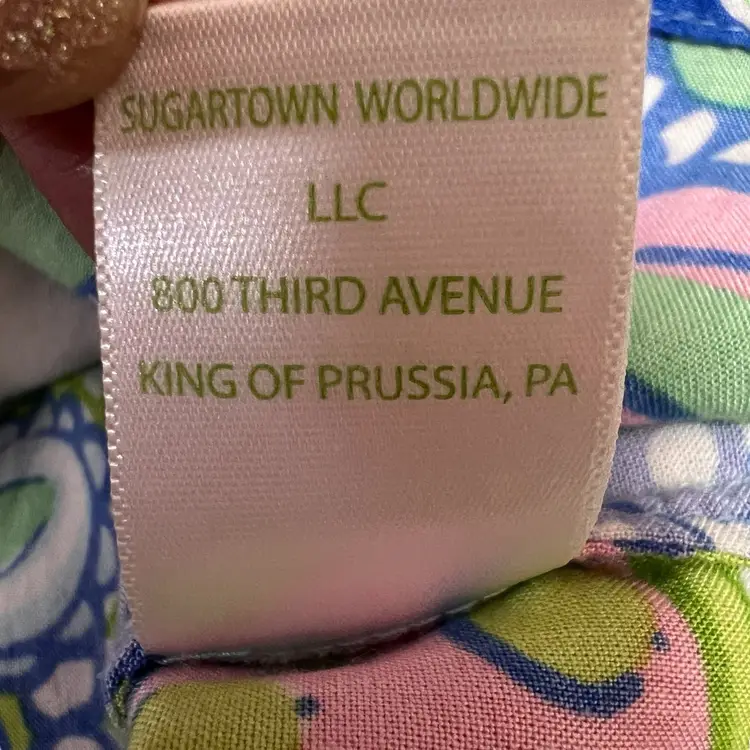 SUGARTOWN WORLDWIDE
LLC
800 THIRD AVENUE
KING OF PRUSSIA, PA